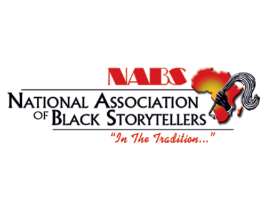 NABS
NATIONAL ASSOCIATION
OF BLACK STORYTELLERS
"In The Tradition..."